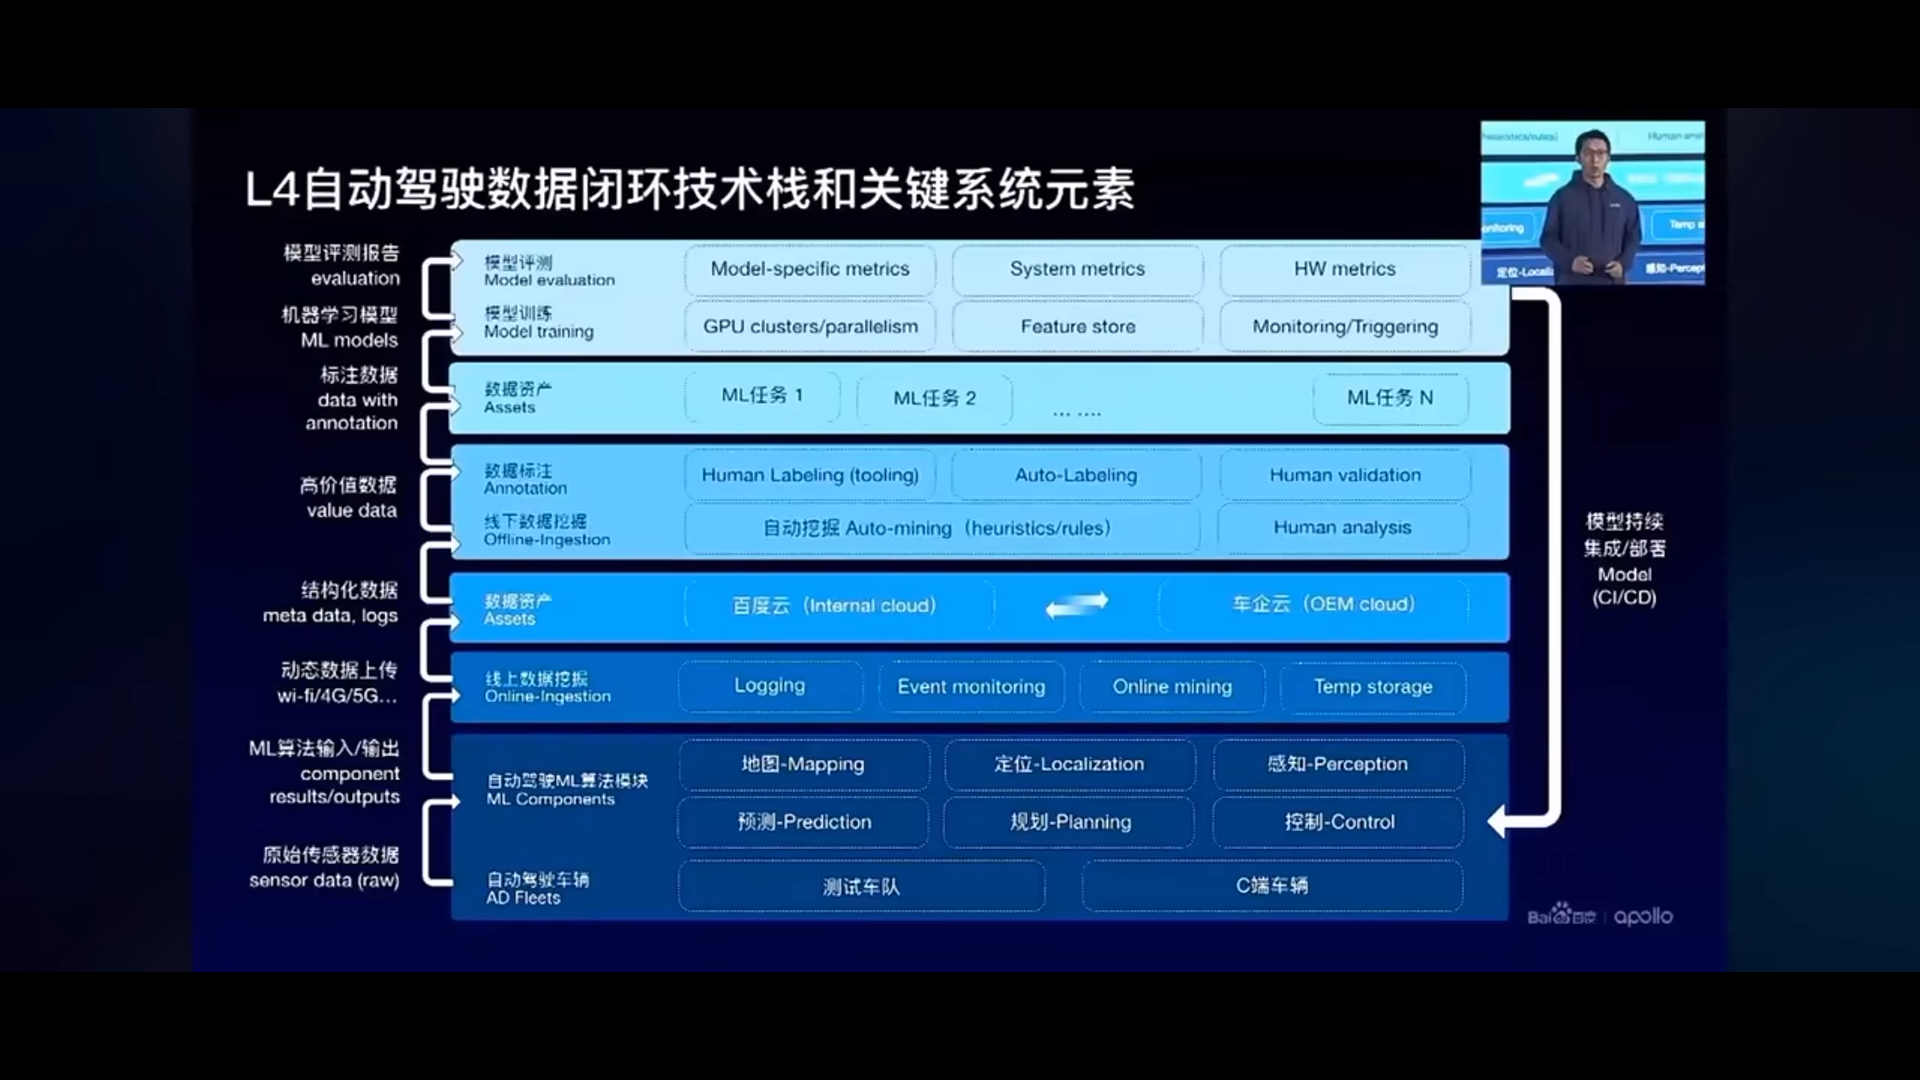 L4自动驾驶数据闭环技术栈和关键系统元素
模型评测报告
evaluation
机器学习模型
ML models
标注数据
data with
annotation
高价值数据
value data
结构化数据
meta data, logs
动态数据上传
wi-fi/4G/5G...
ML算法输入/输出
component
results/outputs
原始传感器数据
sensor data (raw)
模型评测
Model evaluation
Model-specific metrics
System metrics
HW metrics
模型训练
Model training
GPU clusters/parallelism
Feature store
Monitoring/Triggering
数据资产
Assets
ML任务 1
ML任务 2
... ....
ML任务 N
数据标注
Annotation
Human Labeling (tooling)
Auto-Labeling
Human validation
线下数据挖掘
Offline-Ingestion
自动挖掘 Auto-mining（heuristics/rules）
Human analysis
数据资产
Assets
百度云（Internal cloud）
车企云（OEM cloud）
线上数据挖掘
Online-Ingestion
Logging
Event monitoring
Online mining
Temp storage
自动驾驶ML算法模块
ML Components
地图-Mapping
定位-Localization
感知-Perception
预测-Prediction
规划-Planning
控制-Control
自动驾驶车辆
AD Fleets
测试车队
C端车辆
模型持续
集成/部署
Model
(CI/CD)
Bai百度 | apollo